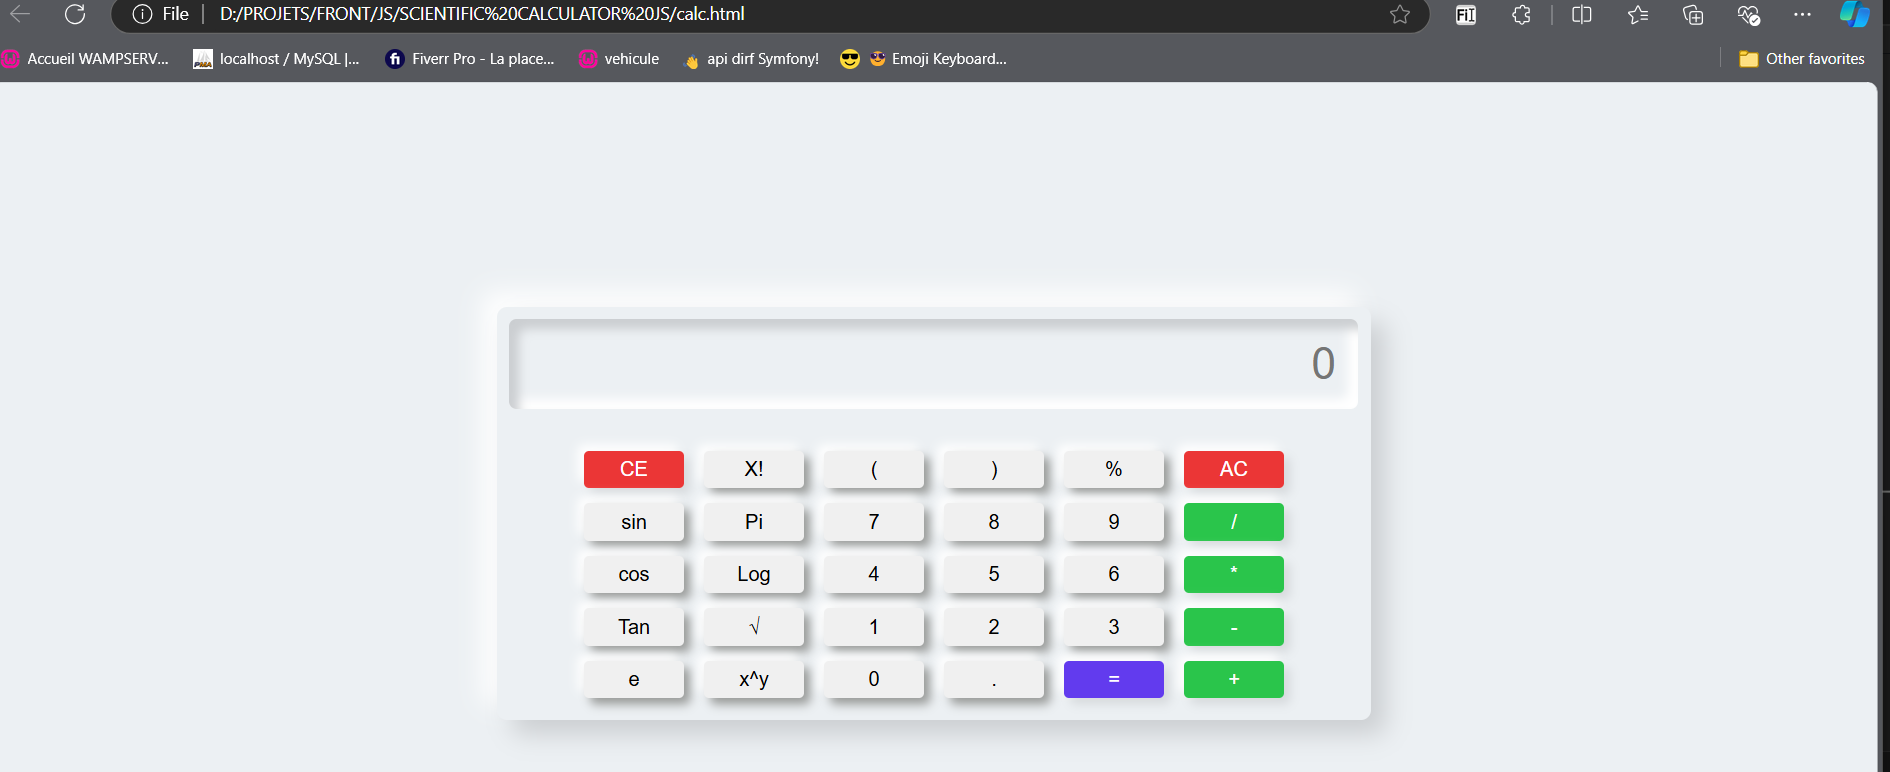 File D:/PROJETS/FRONT/JS/SCIENTIFIC%20CALCULATOR%20JS/calc.html
Accueil WAMPSERV... localhost / MySQL |... Fiverr Pro - La place... vehicule api dirf Symfony! Emoji Keyboard... Other favorites
0
CE X! ( ) % AC
sin Pi 7 8 9 /
cos Log 4 5 6 *
Tan √ 1 2 3 -
e x^y 0 . = +